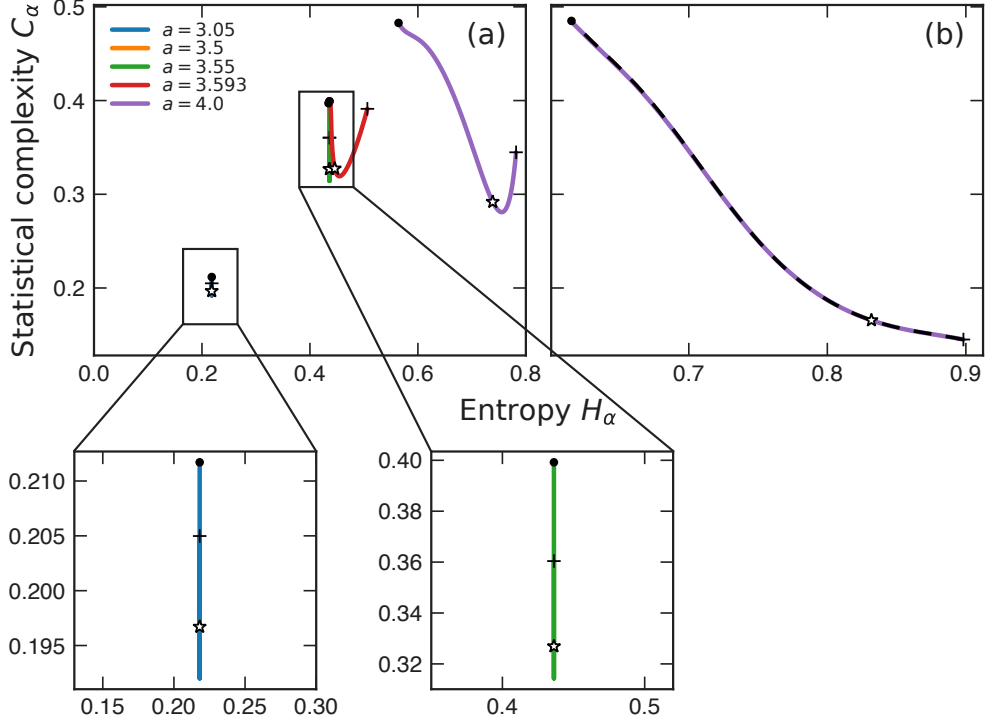 Statistical complexity Cα
0.5
0.4
0.3
0.2
a = 3.05
a = 3.5
a = 3.55
a = 3.593
a = 4.0
(a)
(b)
0.0 0.2 0.4 0.6 0.8
0.7 0.8 0.9
Entropy Hα
0.210
0.205
0.200
0.195
0.15 0.20 0.25 0.30
0.40
0.38
0.36
0.34
0.32
0.4 0.5